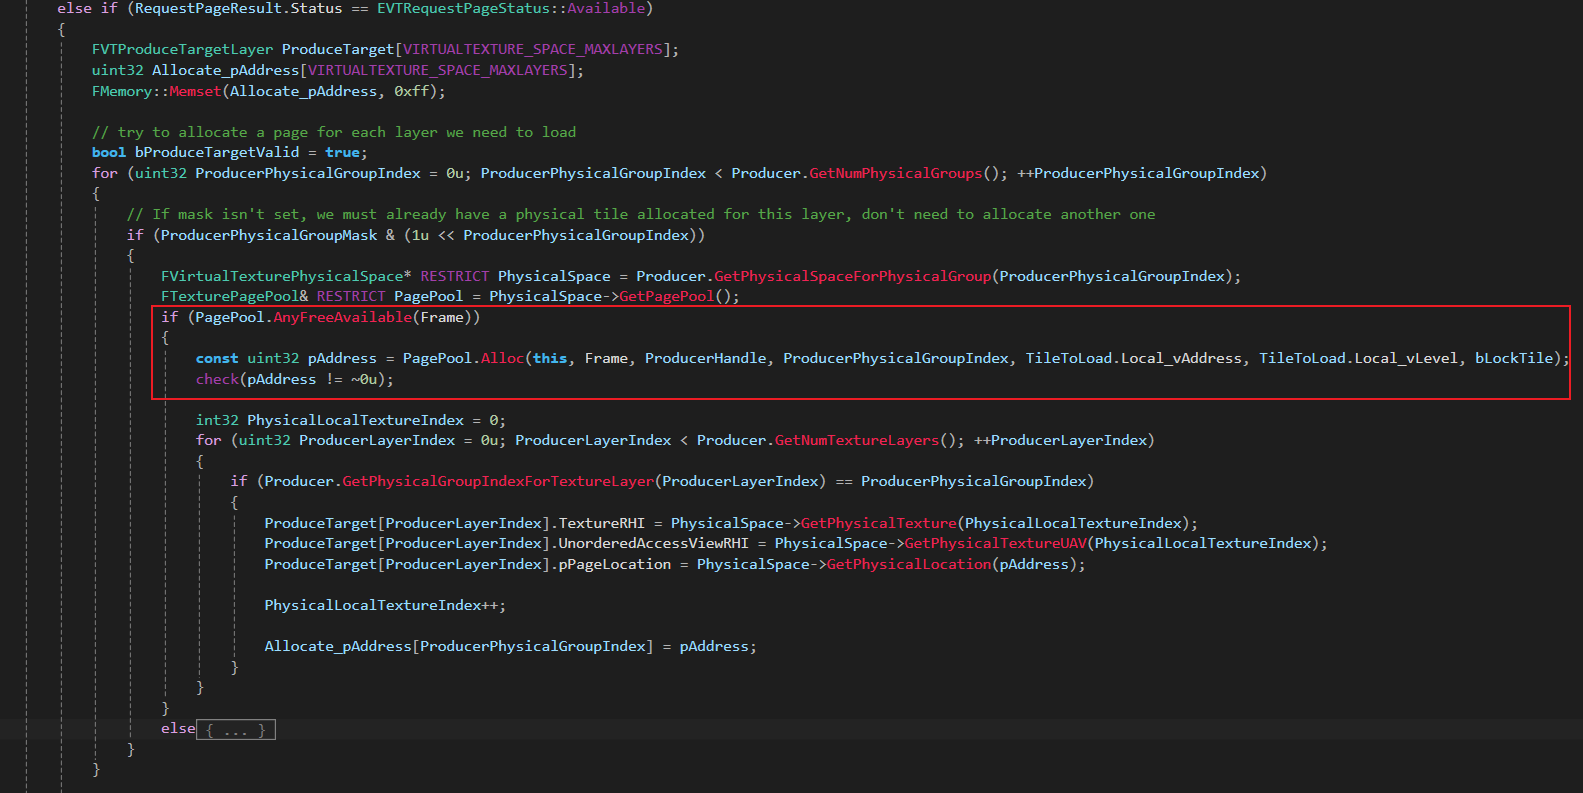 else if (RequestPageResult.Status == EVTRequestPageStatus::Available)
{
FVTProduceTargetLayer ProduceTarget[VIRTUALTEXTURE_SPACE_MAXLAYERS];
uint32 Allocate_pAddress[VIRTUALTEXTURE_SPACE_MAXLAYERS];
FMemory::Memset(Allocate_pAddress, 0xff);
// try to allocate a page for each layer we need to load
bool bProduceTargetValid = true;
for (uint32 ProducerPhysicalGroupIndex = 0u; ProducerPhysicalGroupIndex < Producer.GetNumPhysicalGroups(); ++ProducerPhysicalGroupIndex)
{
// If mask isn't set, we must already have a physical tile allocated for this layer, don't need to allocate another one
if (ProducerPhysicalGroupMask & (1u << ProducerPhysicalGroupIndex))
{
FVirtualTexturePhysicalSpace* RESTRICT PhysicalSpace = Producer.GetPhysicalSpaceForPhysicalGroup(ProducerPhysicalGroupIndex);
FTexturePagePool& RESTRICT PagePool = PhysicalSpace->GetPagePool();
if (PagePool.AnyFreeAvailable(Frame))
{
const uint32 pAddress = PagePool.Alloc(this, Frame, ProducerHandle, ProducerPhysicalGroupIndex, TileToLoad.Local_vAddress, TileToLoad.Local_vLevel, bLockTile);
check(pAddress != ~0u);
int32 PhysicalLocalTextureIndex = 0;
for (uint32 ProducerLayerIndex = 0u; ProducerLayerIndex < Producer.GetNumTextureLayers(); ++ProducerLayerIndex)
{
if (Producer.GetPhysicalGroupIndexForTextureLayer(ProducerLayerIndex) == ProducerPhysicalGroupIndex)
{
ProduceTarget[ProducerLayerIndex].TextureRHI = PhysicalSpace->GetPhysicalTexture(PhysicalLocalTextureIndex);
ProduceTarget[ProducerLayerIndex].UnorderedAccessViewRHI = PhysicalSpace->GetPhysicalTextureUAV(PhysicalLocalTextureIndex);
ProduceTarget[ProducerLayerIndex].pPageLocation = PhysicalSpace->GetPhysicalLocation(pAddress);
PhysicalLocalTextureIndex++;
Allocate_pAddress[ProducerPhysicalGroupIndex] = pAddress;
}
}
}
else{ ... }
}
}